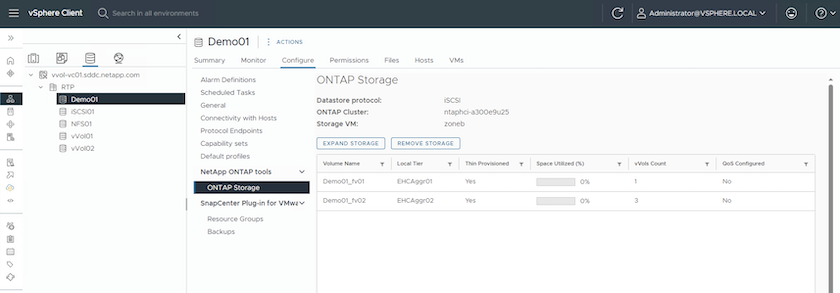 vSphere Client
Search in all environments
Administrator@VSPHERE.LOCAL
vvol-vc01.sddc.netapp.com
RTP
Demo01
iSCSI01
NFS01
vVol01
vVol02
Demo01
ACTIONS
Summary Monitor Configure Permissions Files Hosts VMs
Alarm Definitions
Scheduled Tasks
General
Connectivity with Hosts
Protocol Endpoints
Capability sets
Default profiles
NetApp ONTAP tools
ONTAP Storage
SnapCenter Plug-in for VMwa
Resource Groups
Backups
ONTAP Storage
Datastore protocol: iSCSI
ONTAP Cluster: ntaphci-a300e9u25
Storage VM: zoneb
EXPAND STORAGE REMOVE STORAGE
Volume Name Local Tier Thin Provisioned Space Utilized (%) vVols Count QoS Configured
Demo01_fv01 EHCAggr01 Yes 0% 1 No
Demo01_fv02 EHCAggr02 Yes 0% 3 No